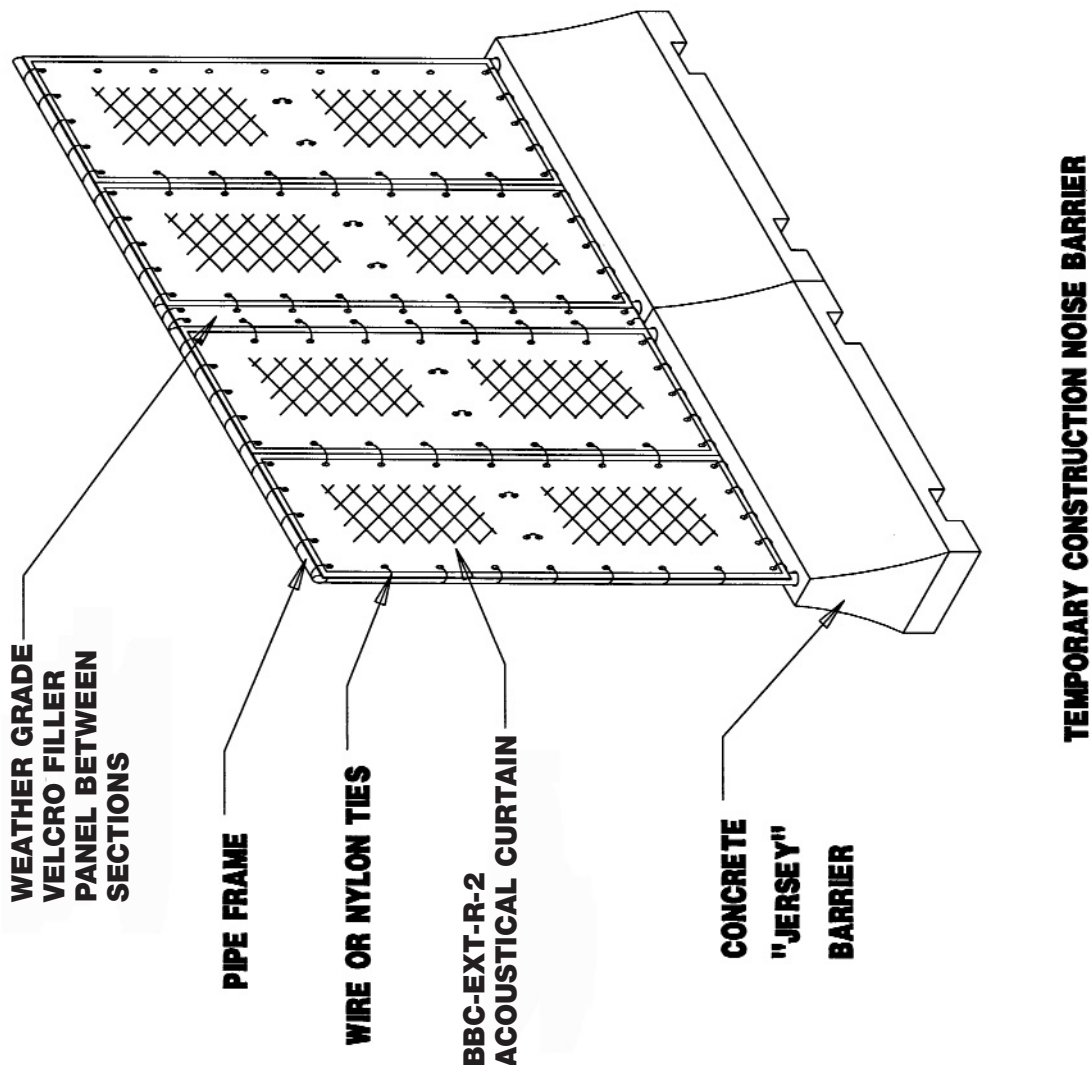 WEATHER GRADE
VELCRO FILLER
PANEL BETWEEN
SECTIONS
PIPE FRAME
WIRE OR NYLON TIES
BBC-EXT-R-2
ACOUSTICAL CURTAIN
CONCRETE
"JERSEY"
BARRIER
TEMPORARY CONSTRUCTION NOISE BARRIER